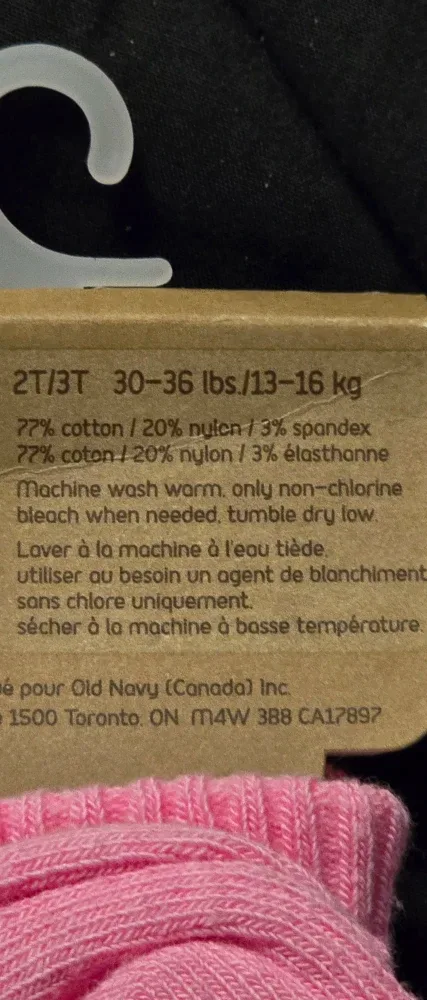 2T/3T 30-36 lbs./13-16 kg
77% cotton / 20% nylon / 3% spandex
77% coton / 20% nylon / 3% élasthanne
Machine wash warm, only non-chlorine
bleach when needed, tumble dry low.
Laver à la machine à l'eau tiède,
utiliser au besoin un agent de blanchiment
sans chlore uniquement.
sécher à la machine à basse température.
é pour Old Navy (Canada) Inc.
1500 Toronto, ON M4W 3B8 CA17897